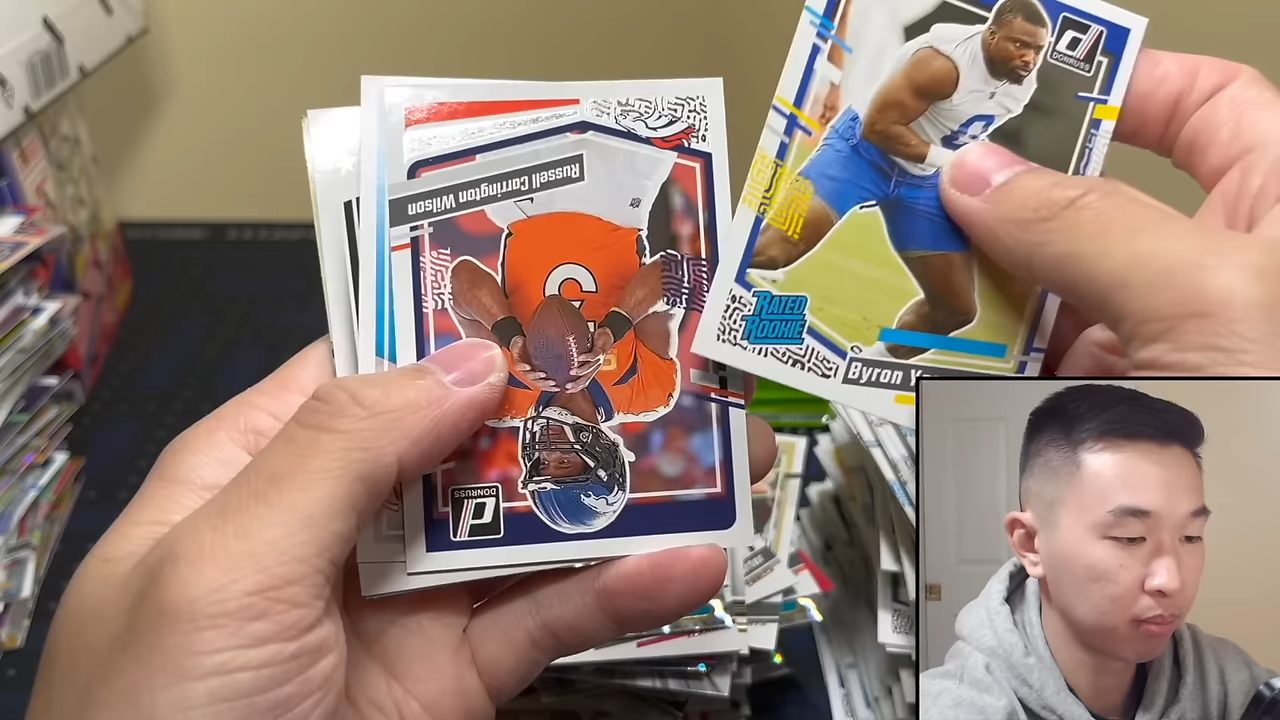 DONRUSS
RATED
ROOKIE
Byron
Russell Carrington Wilson
DONRUSS